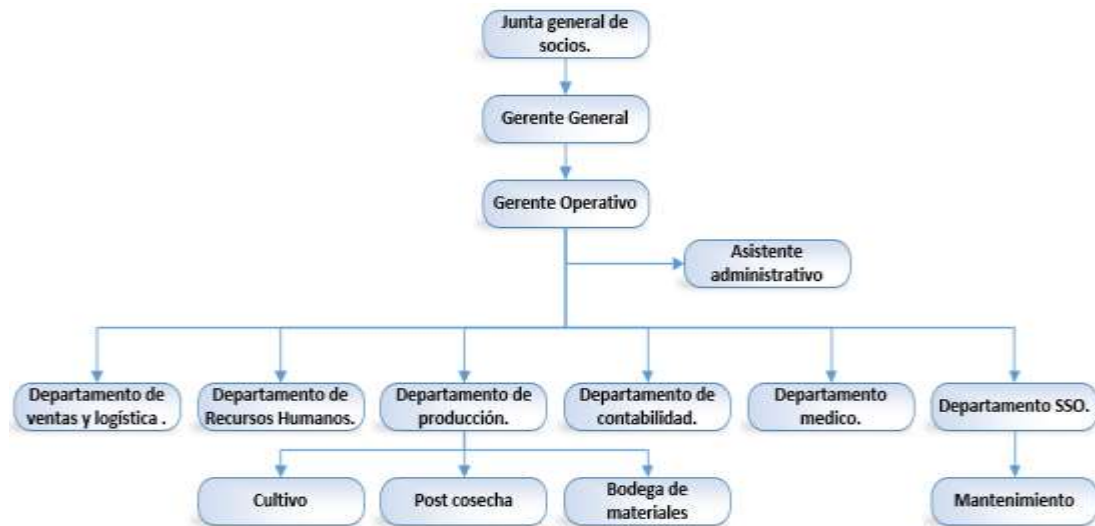 Junta general de
socios.
Gerente General
Gerente Operativo
Asistente
administrativo
Departamento de
ventas y logística .
Departamento de
Recursos Humanos.
Departamento de
producción.
Departamento de
contabilidad.
Departamento
medico.
Departamento SSO.
Cultivo
Post cosecha
Bodega de
materiales
Mantenimiento